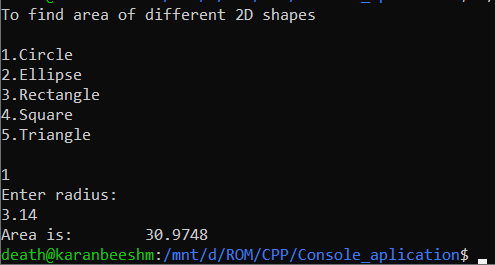 To find area of different 2D shapes
1.Circle
2.Ellipse
3.Rectangle
4.Square
5.Triangle
1
Enter radius:
3.14
Area is: 30.9748
death@karanbeeshm:/mnt/d/ROM/CPP/Console_aplication$